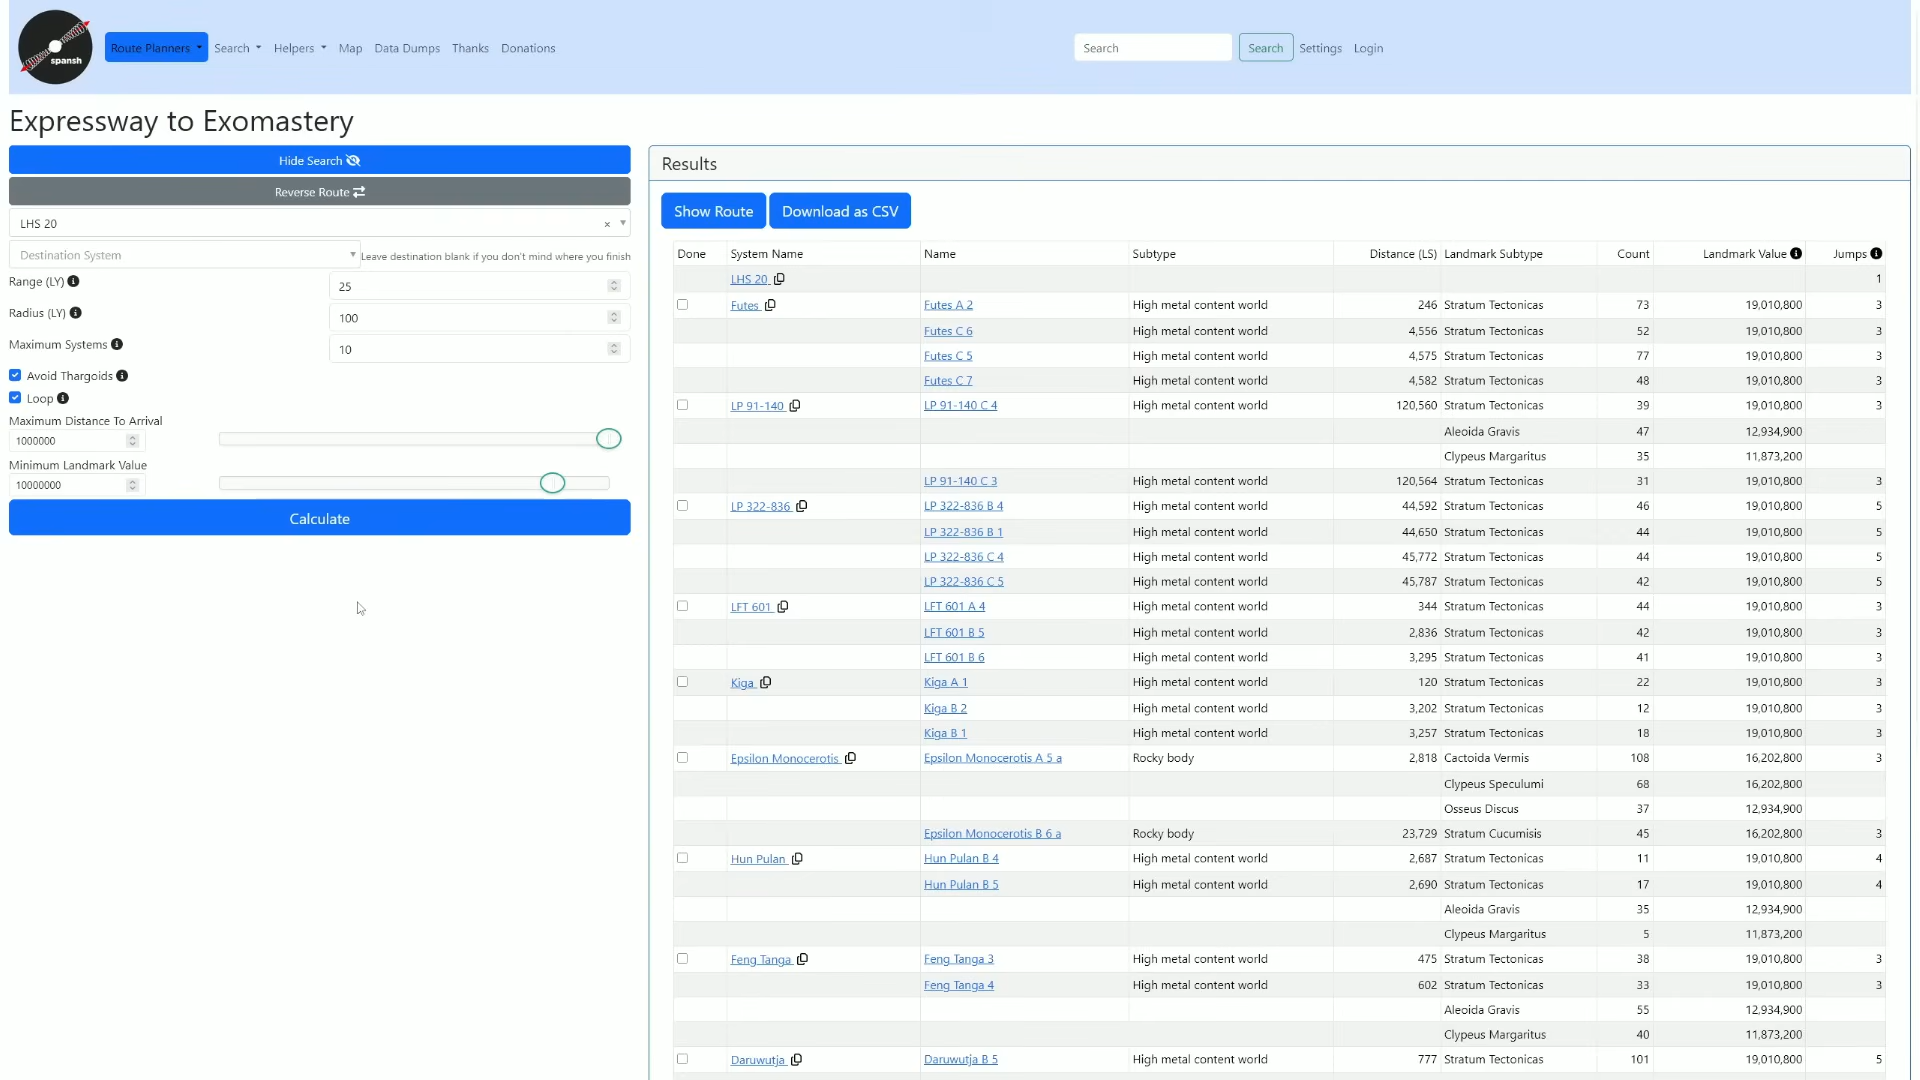 spansh
Route Planners Search Helpers Map Data Dumps Thanks Donations Search Search Settings Login
Expressway to Exomastery
Hide Search
Reverse Route
LHS 20 ×
Destination System Leave destination blank if you don't mind where you finish
Range (LY) 25
Radius (LY) 100
Maximum Systems 10
Avoid Thargoids
Loop
Maximum Distance To Arrival
1000000
Minimum Landmark Value
10000000
Calculate
Results
Show Route Download as CSV
Done System Name Name Subtype Distance (LS) Landmark Subtype Count Landmark Value Jumps
LHS 20 1
Futes Futes A 2 High metal content world 246 Stratum Tectonicas 73 19,010,800 3
Futes C 6 High metal content world 4,556 Stratum Tectonicas 52 19,010,800 3
Futes C 5 High metal content world 4,575 Stratum Tectonicas 77 19,010,800 3
Futes C 7 High metal content world 4,582 Stratum Tectonicas 48 19,010,800 3
LP 91-140 LP 91-140 C 4 High metal content world 120,560 Stratum Tectonicas 39 19,010,800 3
Aleoida Gravis 47 12,934,900
Clypeus Margaritus 35 11,873,200
LP 91-140 C 3 High metal content world 120,564 Stratum Tectonicas 31 19,010,800 3
LP 322-836 LP 322-836 B 4 High metal content world 44,592 Stratum Tectonicas 46 19,010,800 5
LP 322-836 B 1 High metal content world 44,650 Stratum Tectonicas 44 19,010,800 5
LP 322-836 C 4 High metal content world 45,772 Stratum Tectonicas 44 19,010,800 5
LP 322-836 C 5 High metal content world 45,787 Stratum Tectonicas 42 19,010,800 5
LFT 601 LFT 601 A 4 High metal content world 344 Stratum Tectonicas 44 19,010,800 3
LFT 601 B 5 High metal content world 2,836 Stratum Tectonicas 42 19,010,800 3
LFT 601 B 6 High metal content world 3,295 Stratum Tectonicas 41 19,010,800 3
Kiga Kiga A 1 High metal content world 120 Stratum Tectonicas 22 19,010,800 3
Kiga B 2 High metal content world 3,202 Stratum Tectonicas 12 19,010,800 3
Kiga B 1 High metal content world 3,257 Stratum Tectonicas 18 19,010,800 3
Epsilon Monocerotis Epsilon Monocerotis A 5 a Rocky body 2,818 Cactoida Vermis 108 16,202,800 3
Clypeus Speculumi 68 16,202,800
Osseus Discus 37 12,934,900
Epsilon Monocerotis B 6 a Rocky body 23,729 Stratum Cucumisis 45 16,202,800 3
Hun Pulan Hun Pulan B 4 High metal content world 2,687 Stratum Tectonicas 11 19,010,800 4
Hun Pulan B 5 High metal content world 2,690 Stratum Tectonicas 17 19,010,800 4
Aleoida Gravis 35 12,934,900
Clypeus Margaritus 5 11,873,200
Feng Tanga Feng Tanga 3 High metal content world 475 Stratum Tectonicas 38 19,010,800 3
Feng Tanga 4 High metal content world 602 Stratum Tectonicas 33 19,010,800 3
Aleoida Gravis 55 12,934,900
Clypeus Margaritus 40 11,873,200
Daruwutja Daruwutja B 5 High metal content world 777 Stratum Tectonicas 101 19,010,800 5